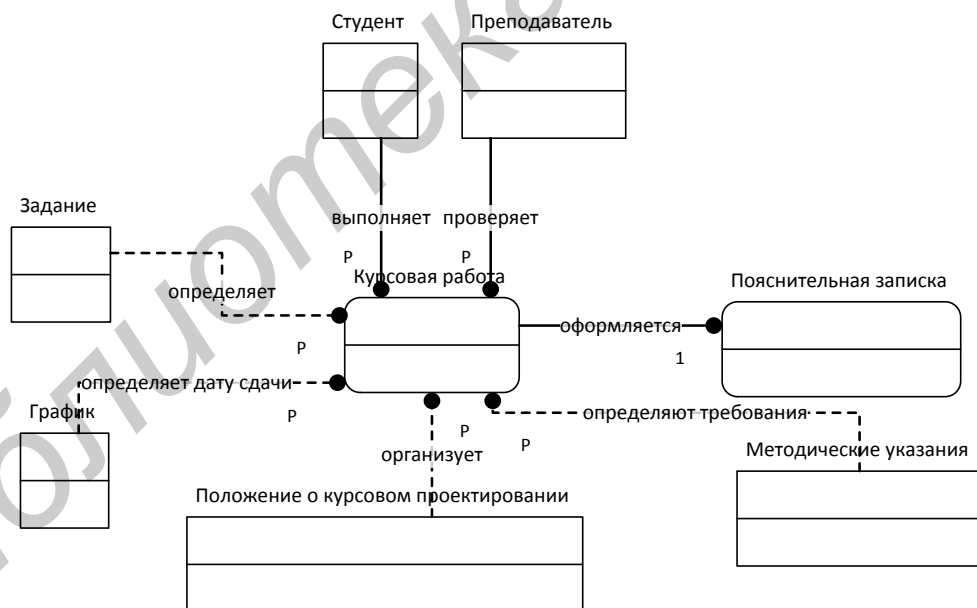 Студент
Преподаватель
Задание
выполняет
проверяет
P
P
Курсовая работа
Пояснительная записка
определяет
оформляется
P
1
определяет дату сдачи
P
График
определяют требования
P
P
организует
Методические указания
Положение о курсовом проектировании